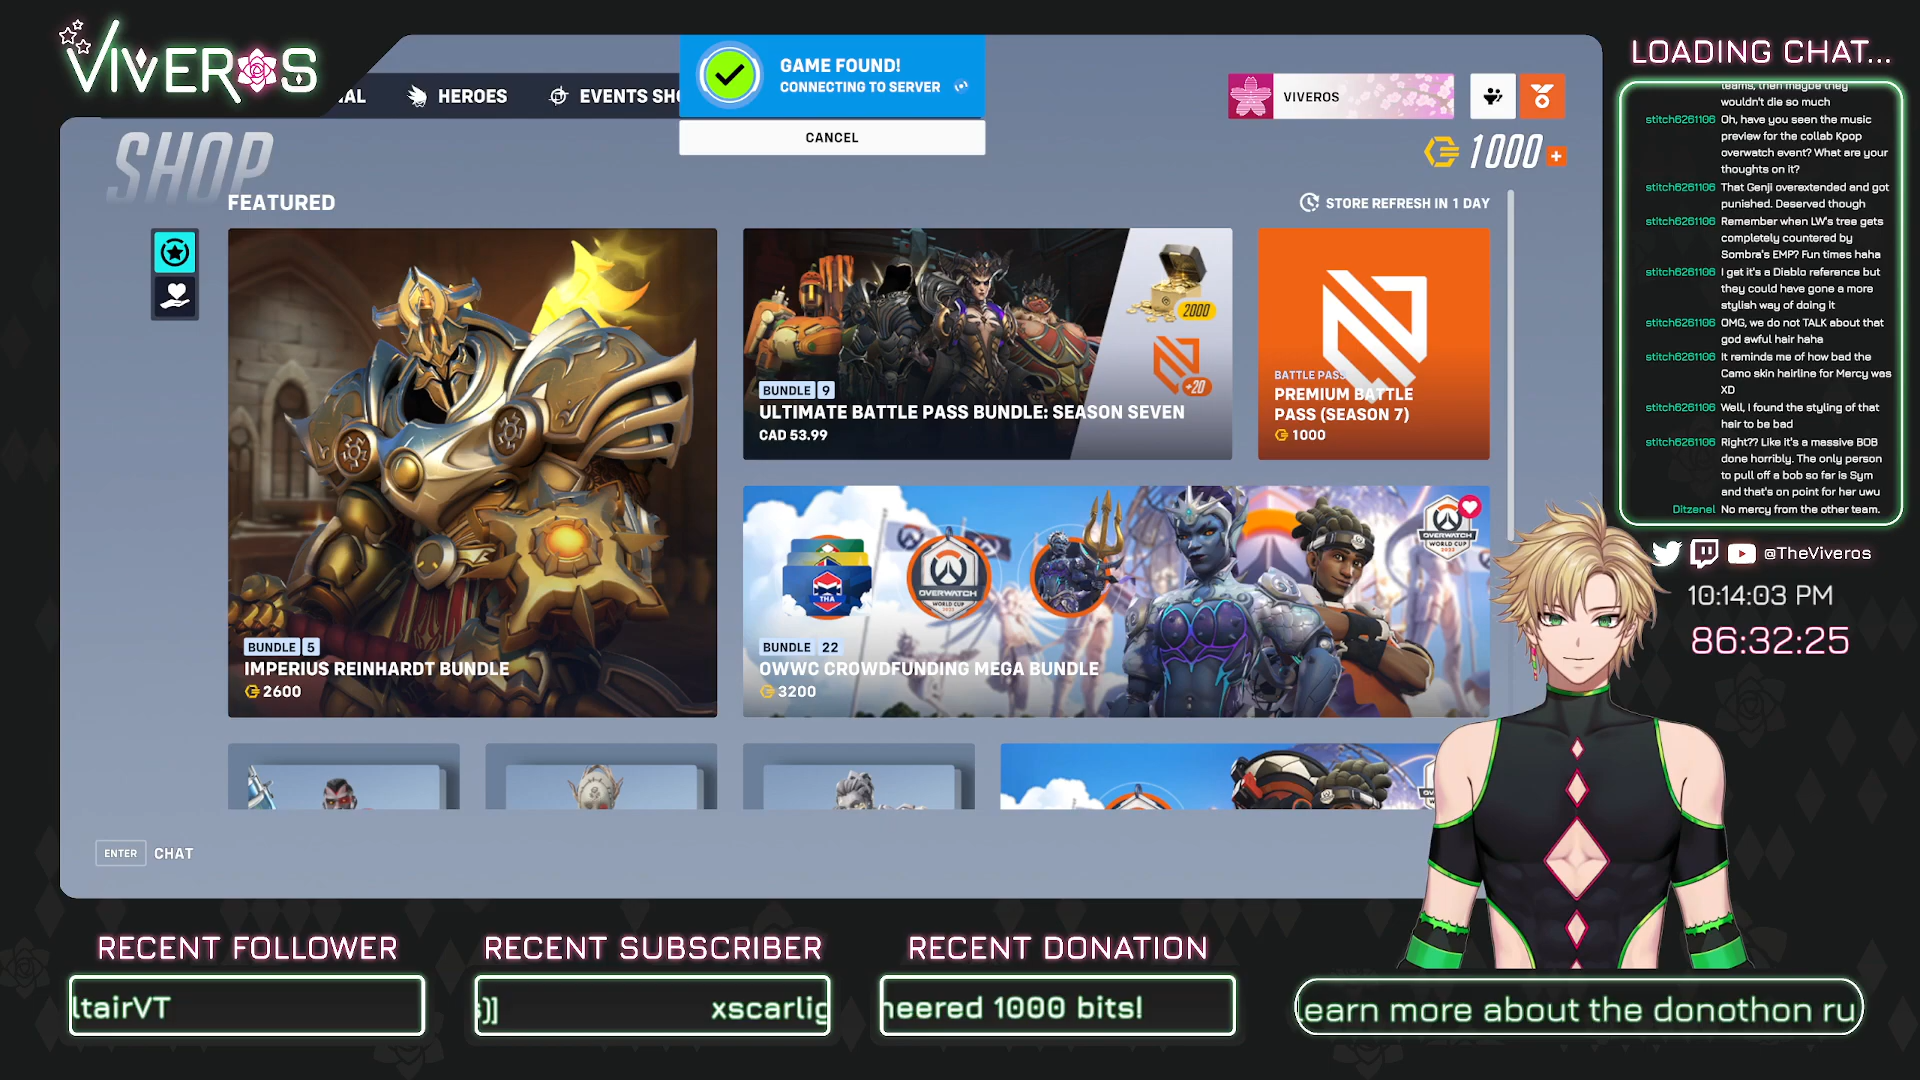 VIVEROS
HEROES
GAME FOUND!
CONNECTING TO SERVER
CANCEL
VIVEROS
1000
SHOP
FEATURED
STORE REFRESH IN 1 DAY
BUNDLE 5
IMPERIUS REINHARDT BUNDLE
2600
2000
+20
BUNDLE 9
ULTIMATE BATTLE PASS BUNDLE: SEASON SEVEN
CAD 53.99
BATTLE PASS
PREMIUM BATTLE
PASS (SEASON 7)
1000
THA
OVERWATCH
WORLD CUP
OVERWATCH
WORLD CUP
BUNDLE 22
OWWC CROWDFUNDING MEGA BUNDLE
3200
ENTER CHAT
LOADING CHAT...
teams, then maybe they
wouldn't die so much
stitch6261106 Oh, have you seen the music
preview for the collab Kpop
overwatch event? What are your
thoughts on it?
stitch6261106 That Genji overextended and got
punished. Deserved though
stitch6261106 Remember when LW's tree gets
completely countered by
Sombra's EMP? Fun times haha
stitch6261106 I get it's a Diablo reference but
they could have gone a more
stylish way of doing it
stitch6261106 OMG, we do not TALK about that
god awful hair haha
stitch6261106 It reminds me of how bad the
Camo skin hairline for Mercy was
XD
stitch6261106 Well, I found the styling of that
hair to be bad
stitch6261106 Right?? Like it's a massive BOB
done horribly. The only person
to pull off a bob so far is Sym
and that's on point for her uwu
Ditzenel No mercy from the other team.
@TheViveros
10:14:03 PM
86:32:25
RECENT FOLLOWER
ltairVT
RECENT SUBSCRIBER
s)] xscarlig
RECENT DONATION
heered 1000 bits!
earn more about the donothon ru